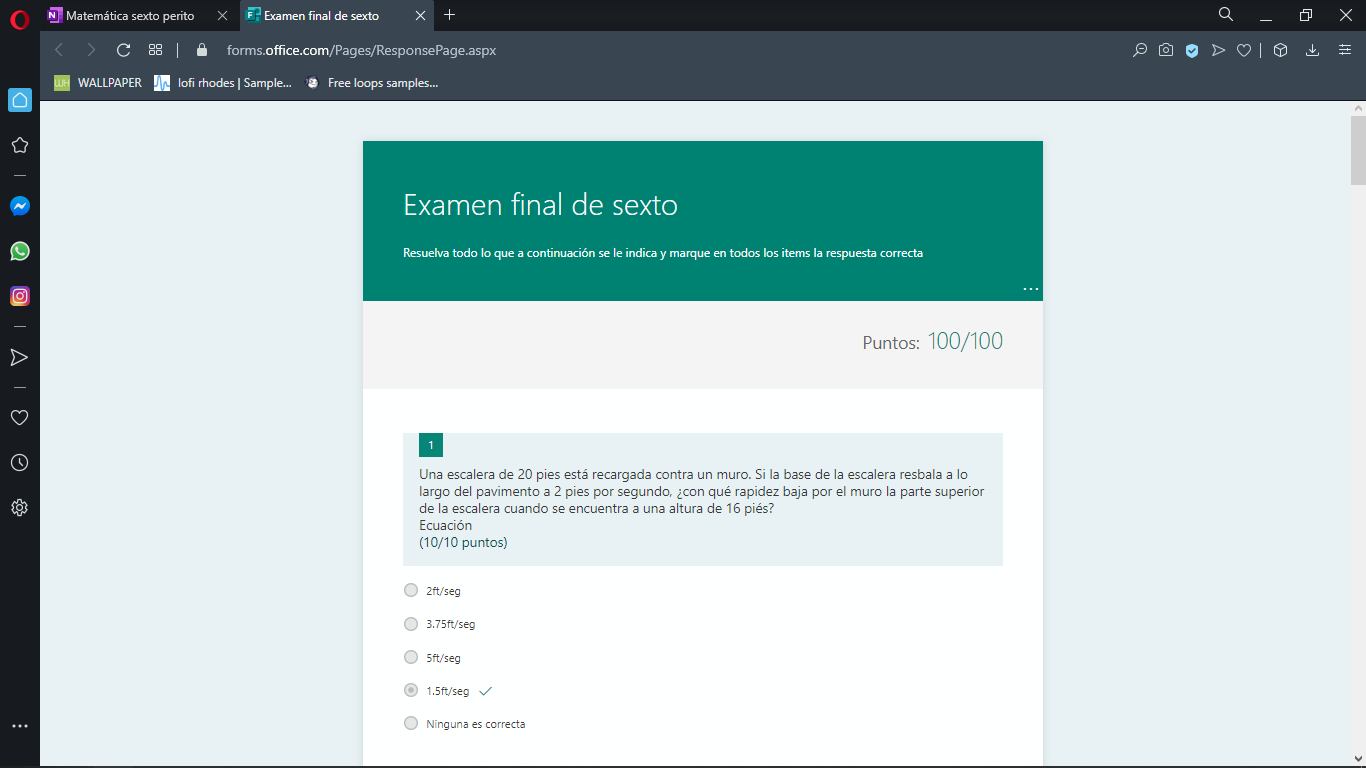 Matemática sexto perito
Examen final de sexto
forms.office.com/Pages/ResponsePage.aspx
WALLPAPER
lofi rhodes | Sample...
Free loops samples...
Examen final de sexto
Resuelva todo lo que a continuación se le indica y marque en todos los items la respuesta correcta
Puntos: 100/100
1
Una escalera de 20 pies está recargada contra un muro. Si la base de la escalera resbala a lo
largo del pavimento a 2 pies por segundo, ¿con qué rapidez baja por el muro la parte superior
de la escalera cuando se encuentra a una altura de 16 piés?
Ecuación
(10/10 puntos)
2ft/seg
3.75ft/seg
5ft/seg
1.5ft/seg
Ninguna es correcta